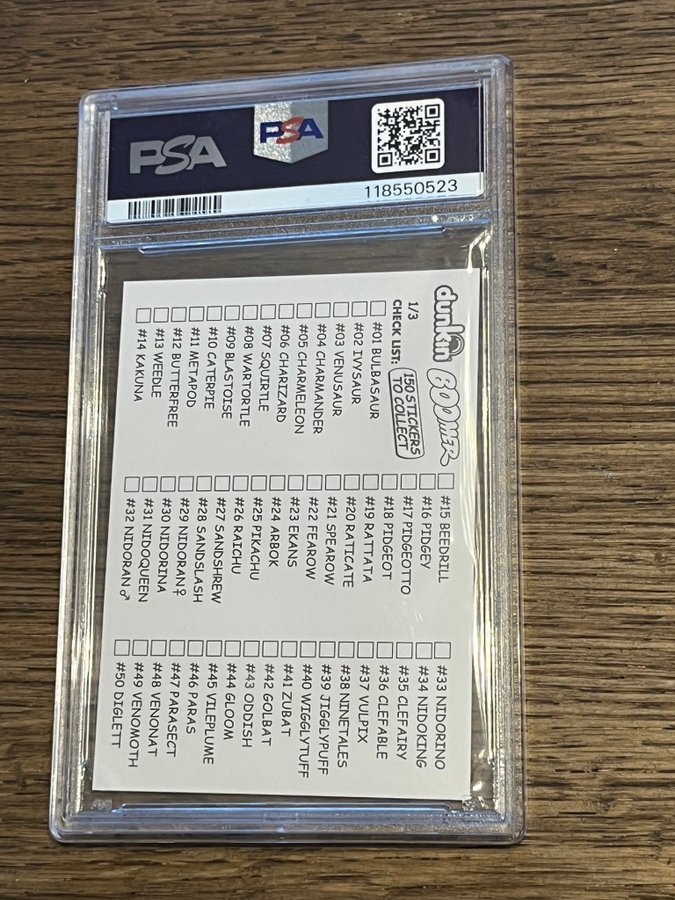 PSA
PSA
118550523
dunkin BOOMER
1/3
CHECK LIST:
150 STICKERS
TO COLLECT
#01 BULBASAUR
#02 IVYSAUR
#03 VENUSAUR
#04 CHARMANDER
#05 CHARMELEON
#06 CHARIZARD
#07 SQUIRTLE
#08 WARTORTLE
#09 BLASTOISE
#10 CATERPIE
#11 METAPOD
#12 BUTTERFREE
#13 WEEDLE
#14 KAKUNA
#15 BEEDRILL
#16 PIDGEY
#17 PIDGEOTTO
#18 PIDGEOT
#19 RATTATA
#20 RATICATE
#21 SPEAROW
#22 FEAROW
#23 EKANS
#24 ARBOK
#25 PIKACHU
#26 RAICHU
#27 SANDSHREW
#28 SANDSLASH
#29 NIDORAN♀
#30 NIDORINA
#31 NIDOQUEEN
#32 NIDORAN♂
#33 NIDORINO
#34 NIDOKING
#35 CLEFAIRY
#36 CLEFABLE
#37 VULPIX
#38 NINETALES
#39 JIGGLYPUFF
#40 WIGGLYTUFF
#41 ZUBAT
#42 GOLBAT
#43 ODDISH
#44 GLOOM
#45 VILEPLUME
#46 PARAS
#47 PARASECT
#48 VENONAT
#49 VENOMOTH
#50 DIGLETT